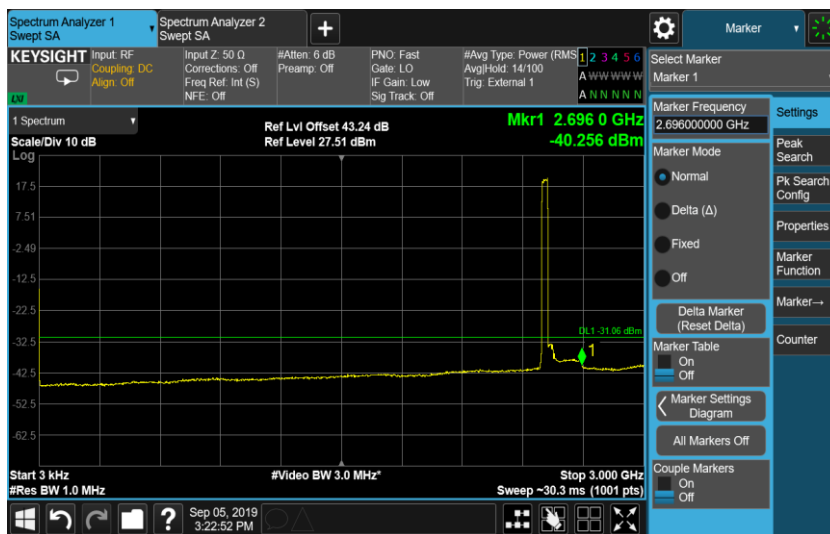 Spectrum Analyzer 1
Swept SA
Spectrum Analyzer 2
Swept SA
Marker
KEYSIGHT
LXI
Input: RF
Coupling: DC
Align: Off
Input Z: 50 Ω
Corrections: Off
Freq Ref: Int (S)
NFE: Off
#Atten: 6 dB
Preamp: Off
PNO: Fast
Gate: LO
IF Gain: Low
Sig Track: Off
#Avg Type: Power (RMS
Avg|Hold: 14/100
Trig: External 1
1 2 3 4 5 6
A W W W W W
A N N N N N
Select Marker
Marker 1
1 Spectrum
Scale/Div 10 dB
Log
Ref Lvl Offset 43.24 dB
Ref Level 27.51 dBm
Mkr1 2.696 0 GHz
-40.256 dBm
17.5
7.51
-2.49
-12.5
-22.5
-32.5
-42.5
-52.5
-62.5
DL1 -31.06 dBm
1
Start 3 kHz
#Res BW 1.0 MHz
#Video BW 3.0 MHz*
Stop 3.000 GHz
Sweep ~30.3 ms (1001 pts)
Marker Frequency
2.696000000 GHz
Marker Mode
Normal
Delta (Δ)
Fixed
Off
Delta Marker
(Reset Delta)
Marker Table
On
Off
Marker Settings
Diagram
All Markers Off
Couple Markers
On
Off
Settings
Peak
Search
Pk Search
Config
Properties
Marker
Function
Marker→
Counter
?
Sep 05, 2019
3:22:52 PM